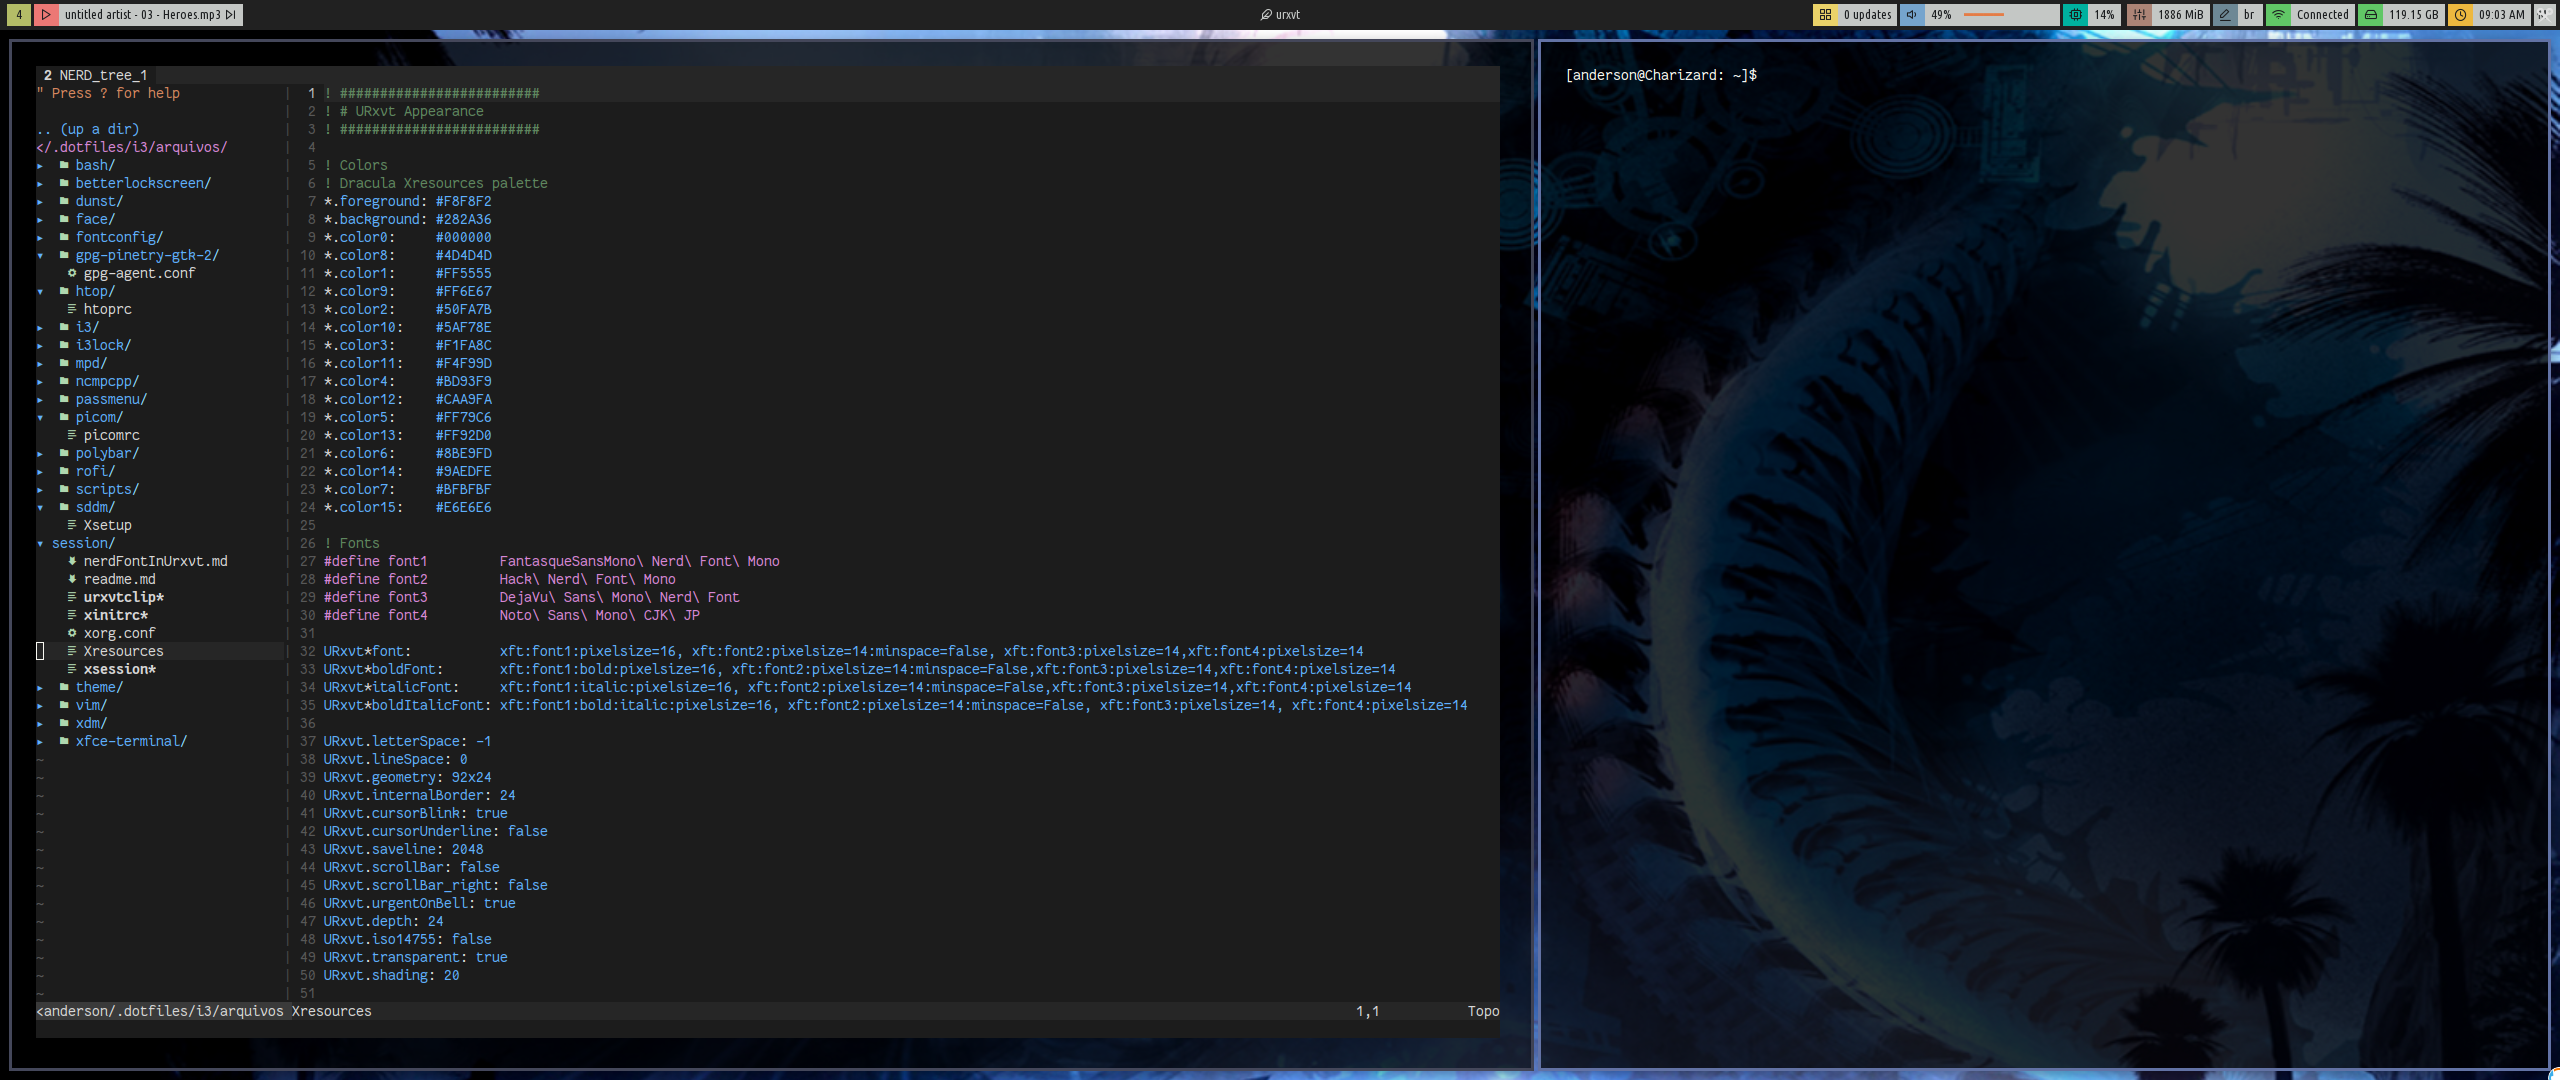 4 untitled artist - 03 - Heroes.mp3 urxvt 0 updates 49% 14% 1886 MiB br Connected 119.15 GB 09:03 AM
2 NERD_tree_1
" Press ? for help
.. (up a dir)
</.dotfiles/i3/arquivos/
▸ bash/
▸ betterlockscreen/
▸ dunst/
▸ face/
▸ fontconfig/
▾ gpg-pinetry-gtk-2/
gpg-agent.conf
▾ htop/
htoprc
▸ i3/
▸ i3lock/
▸ mpd/
▸ ncmpcpp/
▸ passmenu/
▾ picom/
picomrc
▸ polybar/
▸ rofi/
▸ scripts/
▾ sddm/
Xsetup
▾ session/
nerdFontInUrxvt.md
readme.md
urxvtclip*
xinitrc*
xorg.conf
Xresources
xsession*
▸ theme/
▸ vim/
▸ xdm/
▸ xfce-terminal/
~
~
~
~
~
~
~
~
~
~
~
~
~
~
1 ! #########################
2 ! # URxvt Appearance
3 ! #########################
4
5 ! Colors
6 ! Dracula Xresources palette
7 *.foreground: #F8F8F2
8 *.background: #282A36
9 *.color0: #000000
10 *.color8: #4D4D4D
11 *.color1: #FF5555
12 *.color9: #FF6E67
13 *.color2: #50FA7B
14 *.color10: #5AF78E
15 *.color3: #F1FA8C
16 *.color11: #F4F99D
17 *.color4: #BD93F9
18 *.color12: #CAA9FA
19 *.color5: #FF79C6
20 *.color13: #FF92D0
21 *.color6: #8BE9FD
22 *.color14: #9AEDFE
23 *.color7: #BFBFBF
24 *.color15: #E6E6E6
25
26 ! Fonts
27 #define font1 FantasqueSansMono\ Nerd\ Font\ Mono
28 #define font2 Hack\ Nerd\ Font\ Mono
29 #define font3 DejaVu\ Sans\ Mono\ Nerd\ Font
30 #define font4 Noto\ Sans\ Mono\ CJK\ JP
31
32 URxvt*font: xft:font1:pixelsize=16, xft:font2:pixelsize=14:minspace=false, xft:font3:pixelsize=14,xft:font4:pixelsize=14
33 URxvt*boldFont: xft:font1:bold:pixelsize=16, xft:font2:pixelsize=14:minspace=False,xft:font3:pixelsize=14,xft:font4:pixelsize=14
34 URxvt*italicFont: xft:font1:italic:pixelsize=16, xft:font2:pixelsize=14:minspace=False,xft:font3:pixelsize=14,xft:font4:pixelsize=14
35 URxvt*boldItalicFont: xft:font1:bold:italic:pixelsize=16, xft:font2:pixelsize=14:minspace=False, xft:font3:pixelsize=14, xft:font4:pixelsize=14
36
37 URxvt.letterSpace: -1
38 URxvt.lineSpace: 0
39 URxvt.geometry: 92x24
40 URxvt.internalBorder: 24
41 URxvt.cursorBlink: true
42 URxvt.cursorUnderline: false
43 URxvt.saveline: 2048
44 URxvt.scrollBar: false
45 URxvt.scrollBar_right: false
46 URxvt.urgentOnBell: true
47 URxvt.depth: 24
48 URxvt.iso14755: false
49 URxvt.transparent: true
50 URxvt.shading: 20
51
<anderson/.dotfiles/i3/arquivos Xresources 1,1 Topo
[anderson@Charizard: ~]$